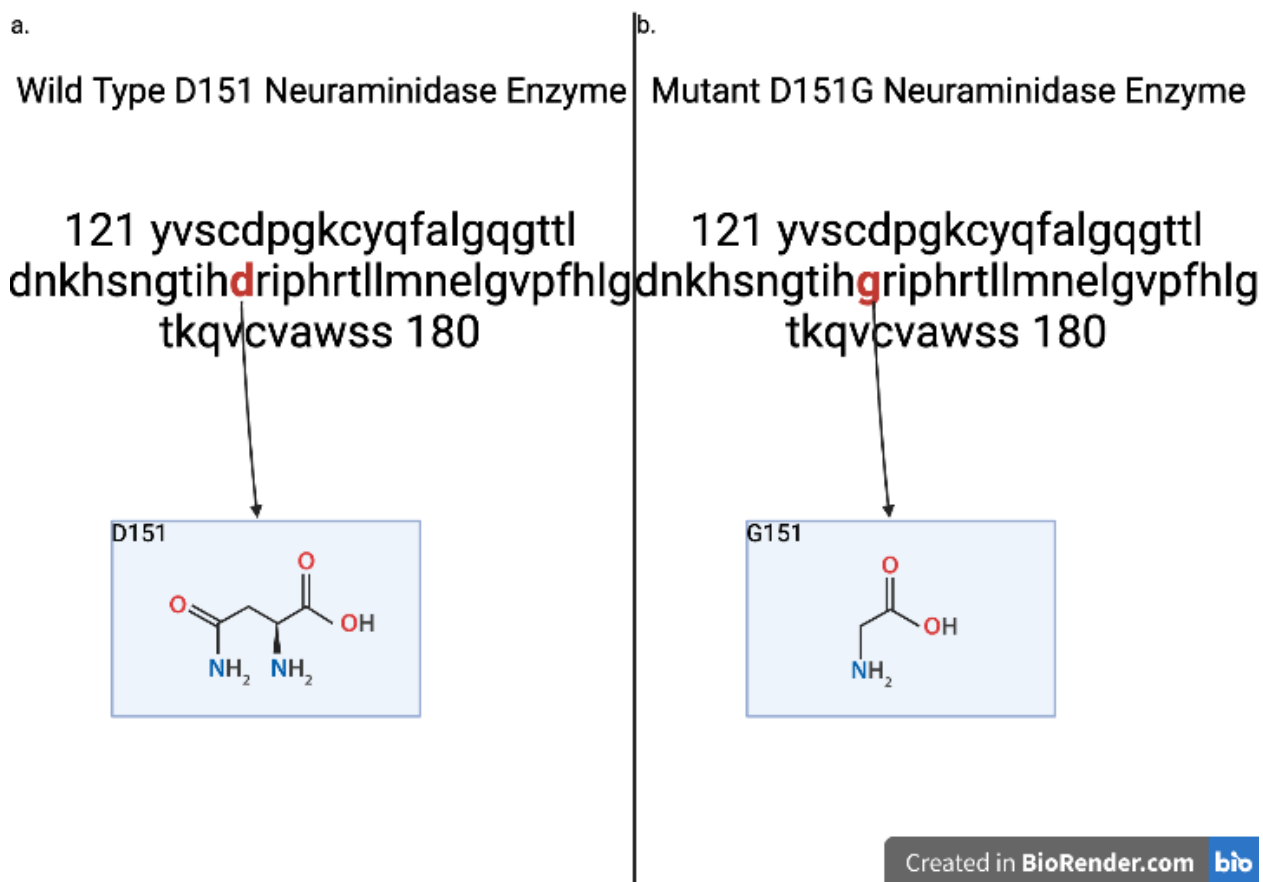 a.
Wild Type D151 Neuraminidase Enzyme
121 yvscdpgkcyqfalgqgttl
dnkhsngtihdriphrtllmnelgvpfhlg
tkqvcvawss 180
D151
O
O
OH
NH2
NH2
b.
Mutant D151G Neuraminidase Enzyme
121 yvscdpgkcyqfalgqgttl
dnkhsngtihgriphrtllmnelgvpfhlg
tkqvcvawss 180
G151
O
OH
NH2
Created in BioRender.com bio